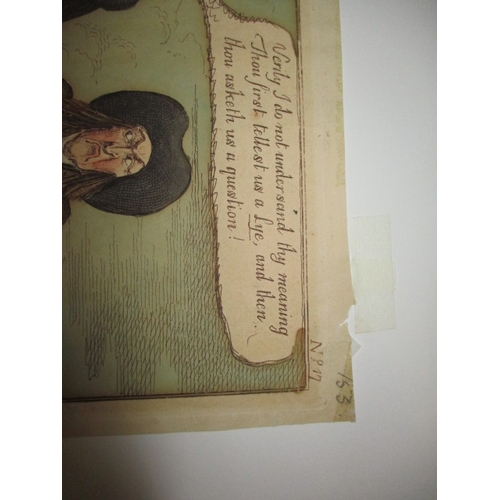 Verily I do not understand thy meaning
Thou first tellest us a Lye, and then
thou asketh us a question!
No. 17
153